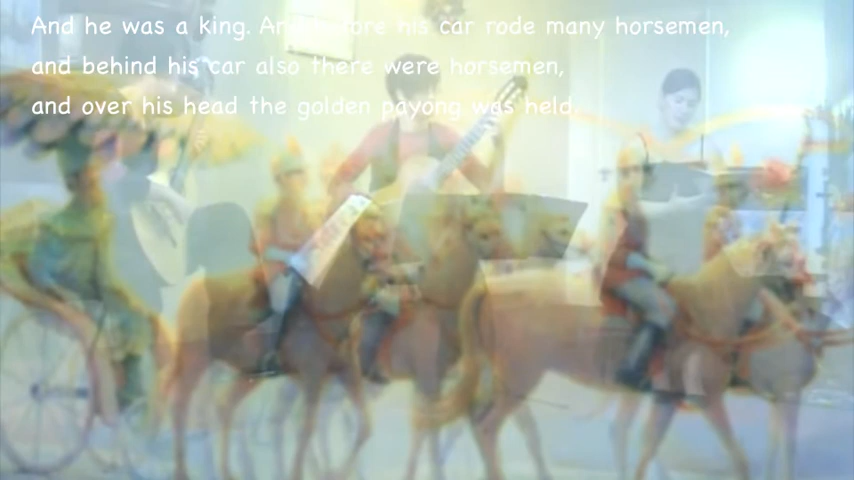 And he was a king. And before his car rode many horsemen,
and behind his car also there were horsemen,
and over his head the golden payong was held.